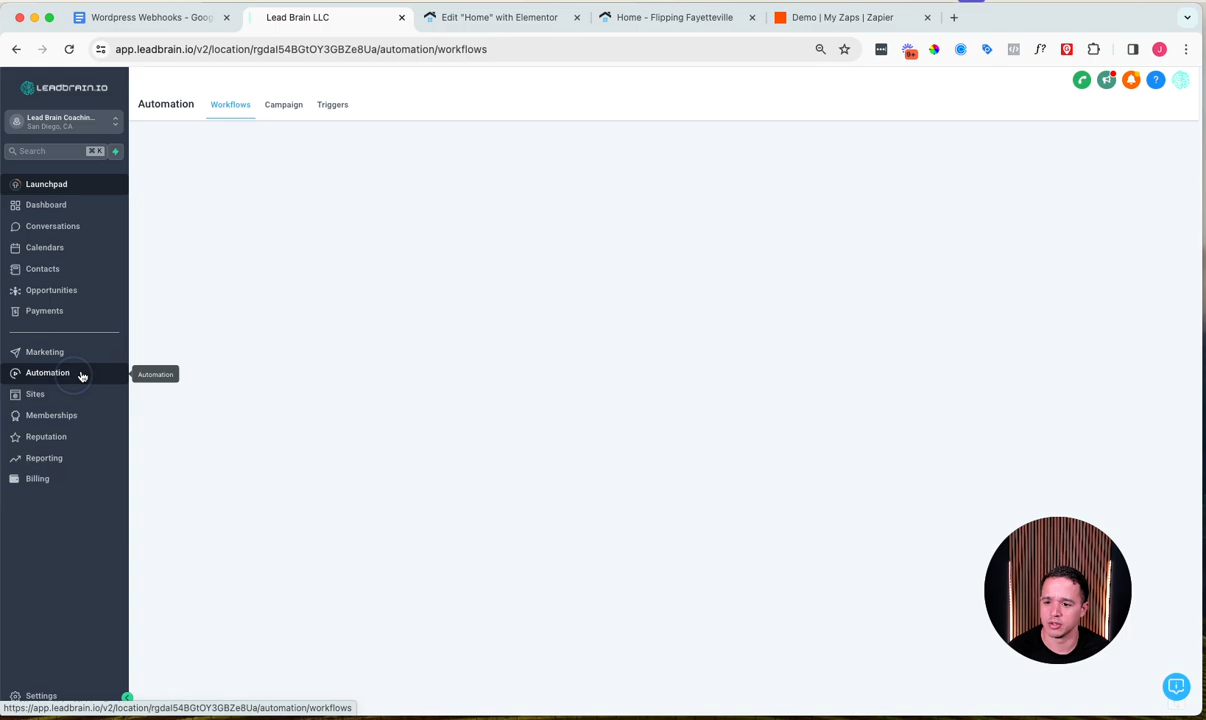 Wordpress Webhooks - Goog
Lead Brain LLC
Edit "Home" with Elementor
Home - Flipping Fayetteville
Demo | My Zaps | Zapier
app.leadbrain.io/v2/location/rgdal54BGtOY3GBZe8Ua/automation/workflows
9+
f?
J
LEADBRAIN.IO
Lead Brain Coachin...
San Diego, CA
Search
⌘ K
Automation
Workflows
Campaign
Triggers
?
Launchpad
Dashboard
Conversations
Calendars
Contacts
Opportunities
Payments
Marketing
Automation
Automation
Sites
Memberships
Reputation
Reporting
Billing
Settings
https://app.leadbrain.io/v2/location/rgdal54BGtOY3GBZe8Ua/automation/workflows